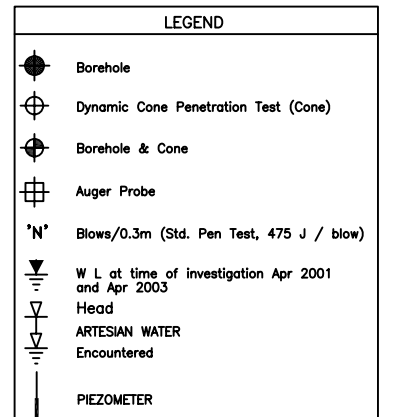 LEGEND
Borehole
Dynamic Cone Penetration Test (Cone)
Borehole & Cone
Auger Probe
'N' Blows/0.3m (Std. Pen Test, 475 J / blow)
W L at time of investigation Apr 2001
and Apr 2003
Head
ARTESIAN WATER
Encountered
PIEZOMETER